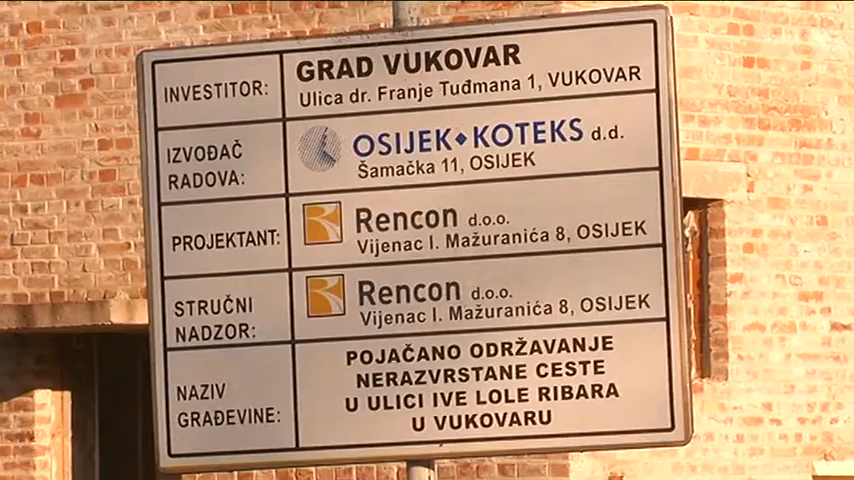 INVESTITOR:
GRAD VUKOVAR
Ulica dr. Franje Tuđmana 1, VUKOVAR
IZVOĐAČ
RADOVA:
OSIJEK♦KOTEKS d.d.
Šamačka 11, OSIJEK
PROJEKTANT:
Rencon d.o.o.
Vijenac I. Mažuranića 8, OSIJEK
STRUČNI
NADZOR:
Rencon d.o.o.
Vijenac I. Mažuranića 8, OSIJEK
NAZIV
GRAĐEVINE:
POJAČANO ODRŽAVANJE
NERAZVRSTANE CESTE
U ULICI IVE LOLE RIBARA
U VUKOVARU